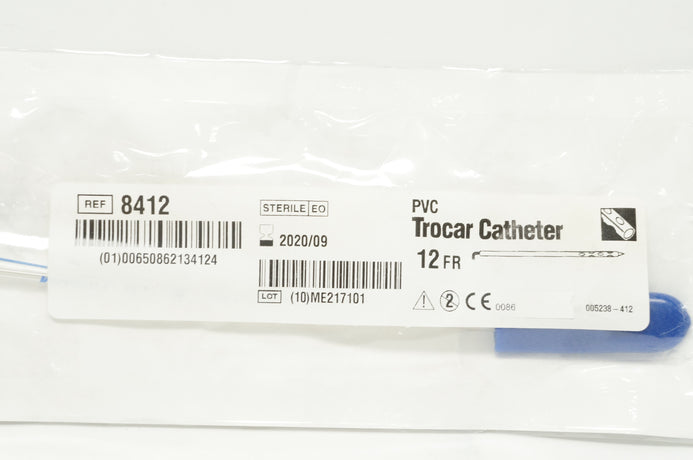 REF 8412
(01)00650862134124
STERILE EO
2020/09
LOT (10)ME217101
PVC
Trocar Catheter
12 FR
2 CE 0086
005238-412